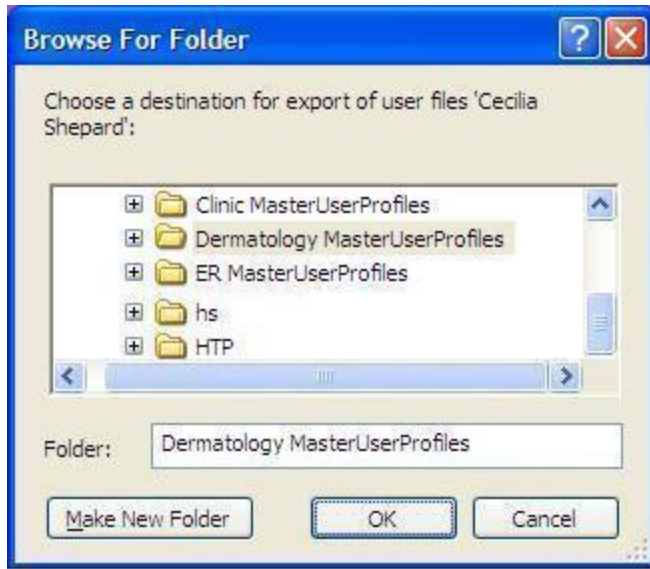 Browse For Folder
Choose a destination for export of user files 'Cecilia
Shepard':
Clinic MasterUserProfiles
Dermatology MasterUserProfiles
ER MasterUserProfiles
hs
HTP
Folder: Dermatology MasterUserProfiles
Make New Folder OK Cancel